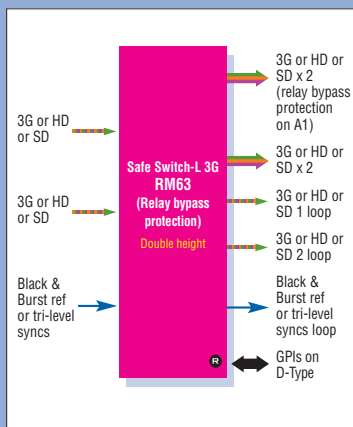 3G or HD
or SD
3G or HD
or SD
Black &
Burst ref
or tri-level
syncs
Safe Switch-L 3G
RM63
(Relay bypass
protection)
Double height
R
3G or HD or
SD x 2
(relay bypass
protection
on A1)
3G or HD or
SD x 2
3G or HD or
SD 1 loop
3G or HD or
SD 2 loop
Black &
Burst ref
or tri-level
syncs loop
GPIs on
D-Type